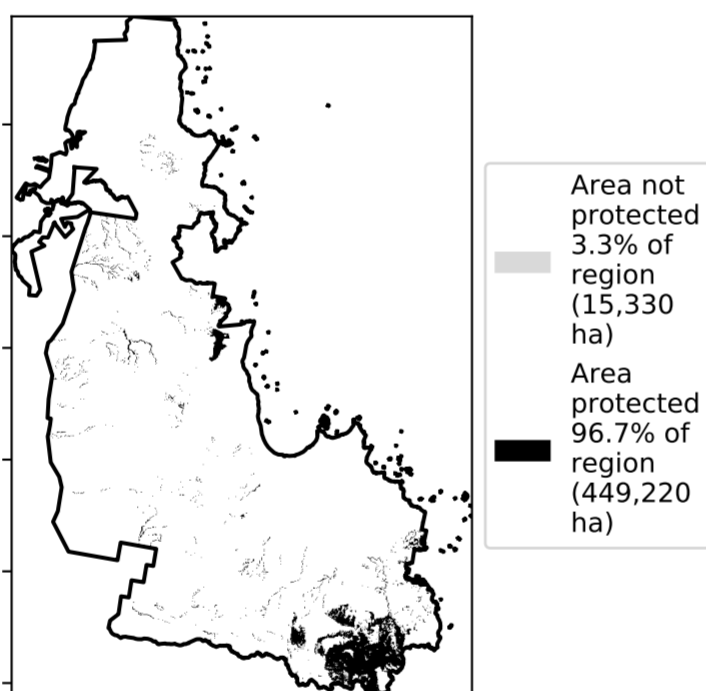 Area not
protected
3.3% of
region
(15,330
ha)
Area
protected
96.7% of
region
(449,220
ha)